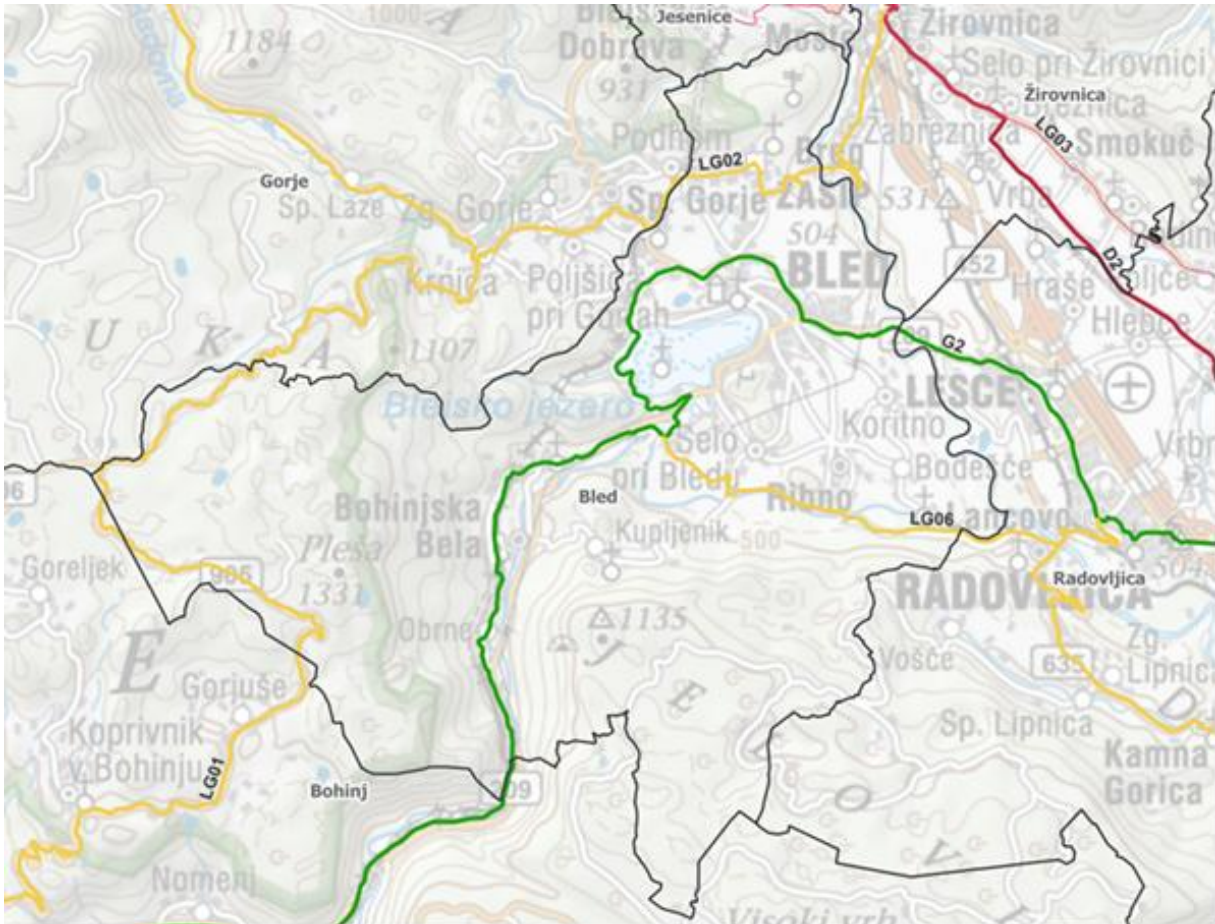 Jesenice
Dobrava
Žirovnica
1184
931
Selo pri Žirovnici
Žirovnica
Breznica
Zabreznica
Smokuč
LG03
Podhom
LG02
Gorje
Sp. Laze
Zg. Gorje
Sp. Gorje
ZASIP
531
Vrba
504
BLED
D2
Krnica
Poljšica
pri Gorjah
Hraše
Hlebce
U K A
1107
G2
LESCE
Blejsko jezero
Koritno
Selo
pri Bledu
Bodešče
Bled
Ribno
Bohinjska
Bela
LG06
Lancovo
Kupljenik
500
Goreljek
Pleša
905
1331
Radovljica
504
RADOVLJICA
E
Obrne
1135
Zg.
Lipnica
Vošče
635
Gorjuše
Sp. Lipnica
Koprivnik
v Bohinju
Kamna
Gorica
LG01
Bohinj
209
Nomenj
Visoki vrh